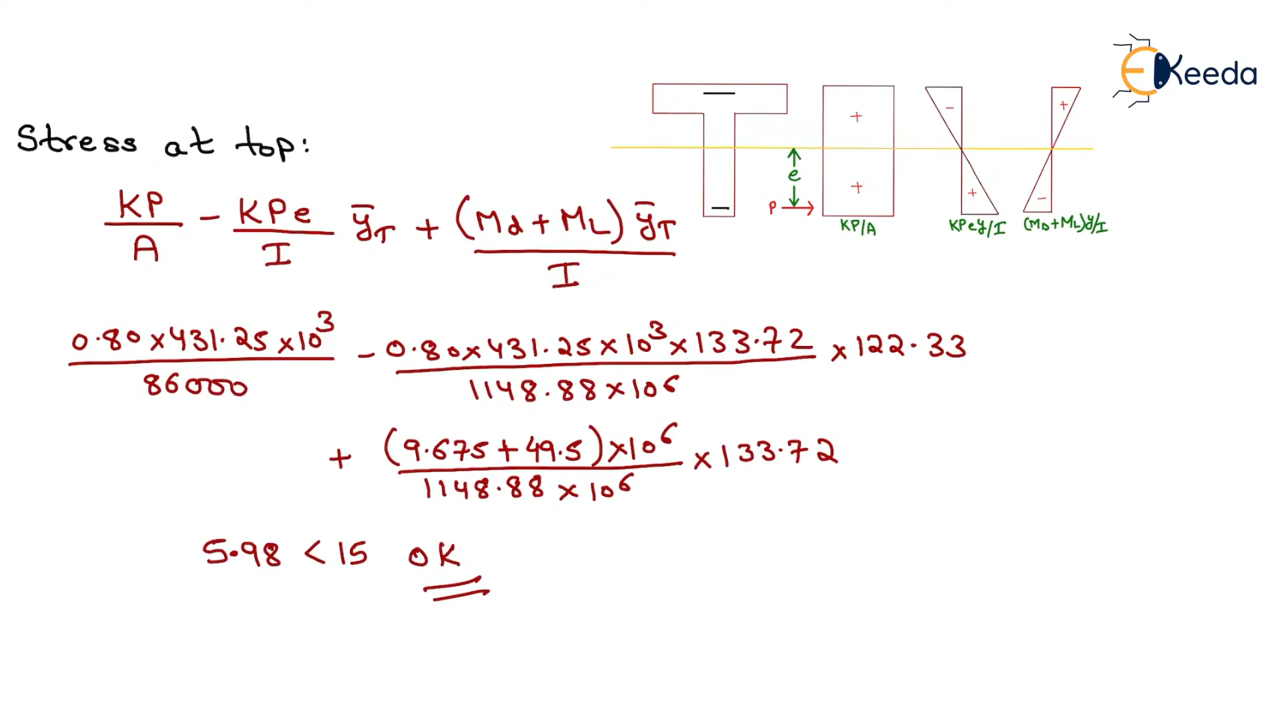 EKeeda
Stress at top:
KP/A - KPe/I ȳT + (Md + ML) ȳT / I
e
P
+
+
KP/A
-
+
KPey/I
+
-
(MD+ML)y/I
0.80 x 431.25 x 10³ / 86000 - 0.80 x 431.25 x 10³ x 133.72 / 1148.88 x 10⁶ x 122.33
+ (9.675 + 49.5) x 10⁶ / 1148.88 x 10⁶ x 133.72
5.98 < 15 OK